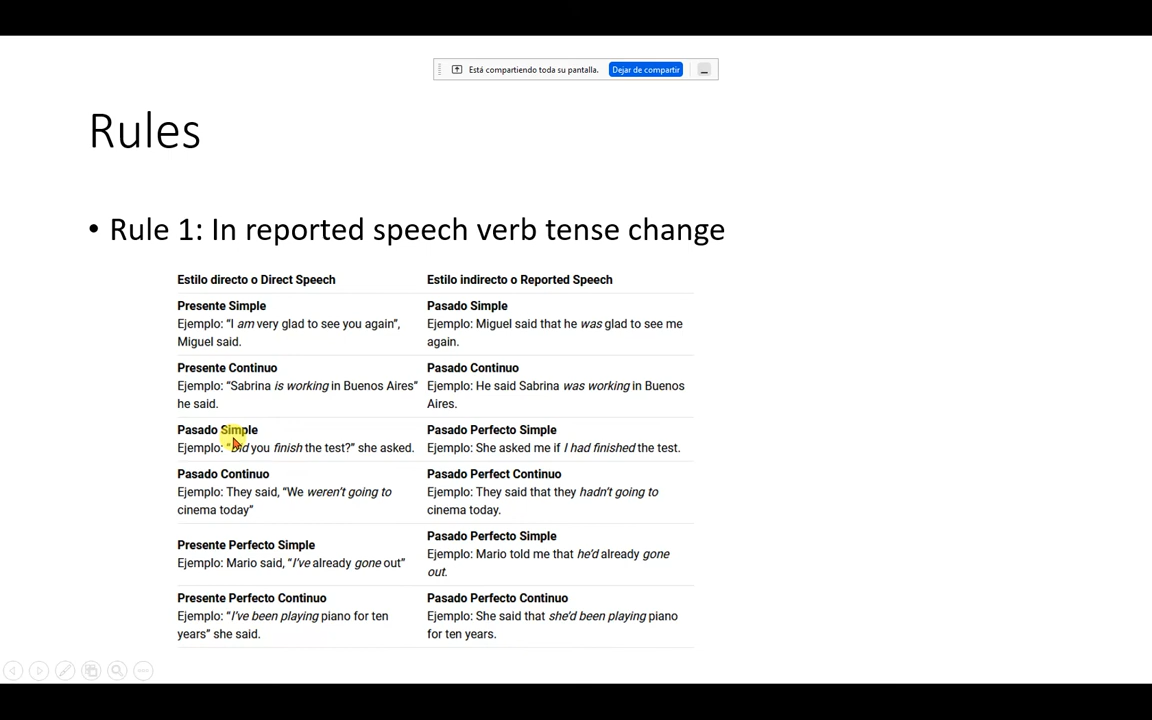 Está compartiendo toda su pantalla. Dejar de compartir
Rules
• Rule 1: In reported speech verb tense change
Estilo directo o Direct Speech
Estilo indirecto o Reported Speech
Presente Simple
Ejemplo: “I am very glad to see you again”,
Miguel said.
Pasado Simple
Ejemplo: Miguel said that he was glad to see me
again.
Presente Continuo
Ejemplo: “Sabrina is working in Buenos Aires”
he said.
Pasado Continuo
Ejemplo: He said Sabrina was working in Buenos
Aires.
Pasado Simple
Ejemplo: “Did you finish the test?” she asked.
Pasado Perfecto Simple
Ejemplo: She asked me if I had finished the test.
Pasado Continuo
Ejemplo: They said, “We weren’t going to
cinema today”
Pasado Perfect Continuo
Ejemplo: They said that they hadn’t going to
cinema today.
Presente Perfecto Simple
Ejemplo: Mario said, “I’ve already gone out”
Pasado Perfecto Simple
Ejemplo: Mario told me that he’d already gone
out.
Presente Perfecto Continuo
Ejemplo: “I’ve been playing piano for ten
years” she said.
Pasado Perfecto Continuo
Ejemplo: She said that she’d been playing piano
for ten years.